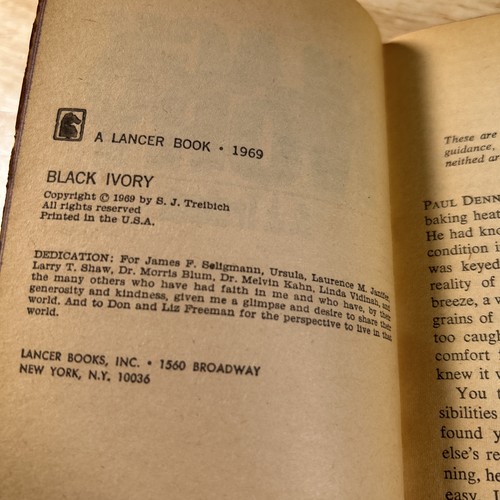 A LANCER BOOK • 1969
BLACK IVORY
Copyright © 1969 by S. J. Treibich
All rights reserved
Printed in the U.S.A.
DEDICATION: For James F. Seligmann, Ursula, Laurence M. Janifer,
Larry T. Shaw, Dr. Morris Blum, Dr. Melvin Kahn, Linda Vidinah, and
the many others who have had faith in me and who have, by their
generosity and kindness, given me a glimpse and desire to share their
world. And to Don and Liz Freeman for the perspective to live in that
world.
LANCER BOOKS, INC. • 1560 BROADWAY
NEW YORK, N.Y. 10036
These are
guidance,
neithed ar
PAUL DENN
baking heat
He had kno
condition i
was keyed
reality of
breeze, a v
grains of
too caugh
comfort
knew it w
You t
sibilities
found y
else's re
ning, he
easy. I